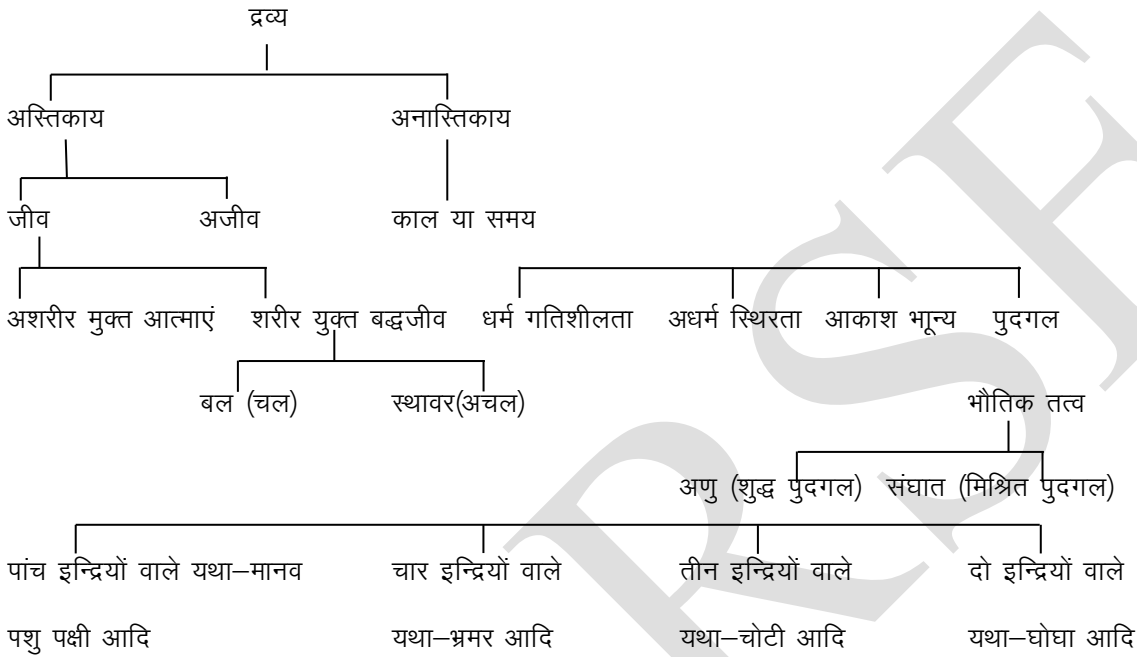 द्रव्य
अस्तिकाय अनास्तिकाय
जीव अजीव काल या समय
अशरीर मुक्त आत्माएं शरीर युक्त बद्धजीव धर्म गतिशीलता अधर्म स्थिरता आकाश भाून्य पुदगल
बल (चल) स्थावर(अचल) भौतिक तत्व
अणु (शुद्ध पुदगल) संघात (मिश्रित पुदगल)
पांच इन्द्रियों वाले यथा–मानव चार इन्द्रियों वाले तीन इन्द्रियों वाले दो इन्द्रियों वाले
पशु पक्षी आदि यथा–भ्रमर आदि यथा–चोटी आदि यथा–घोघा आदि
RSF